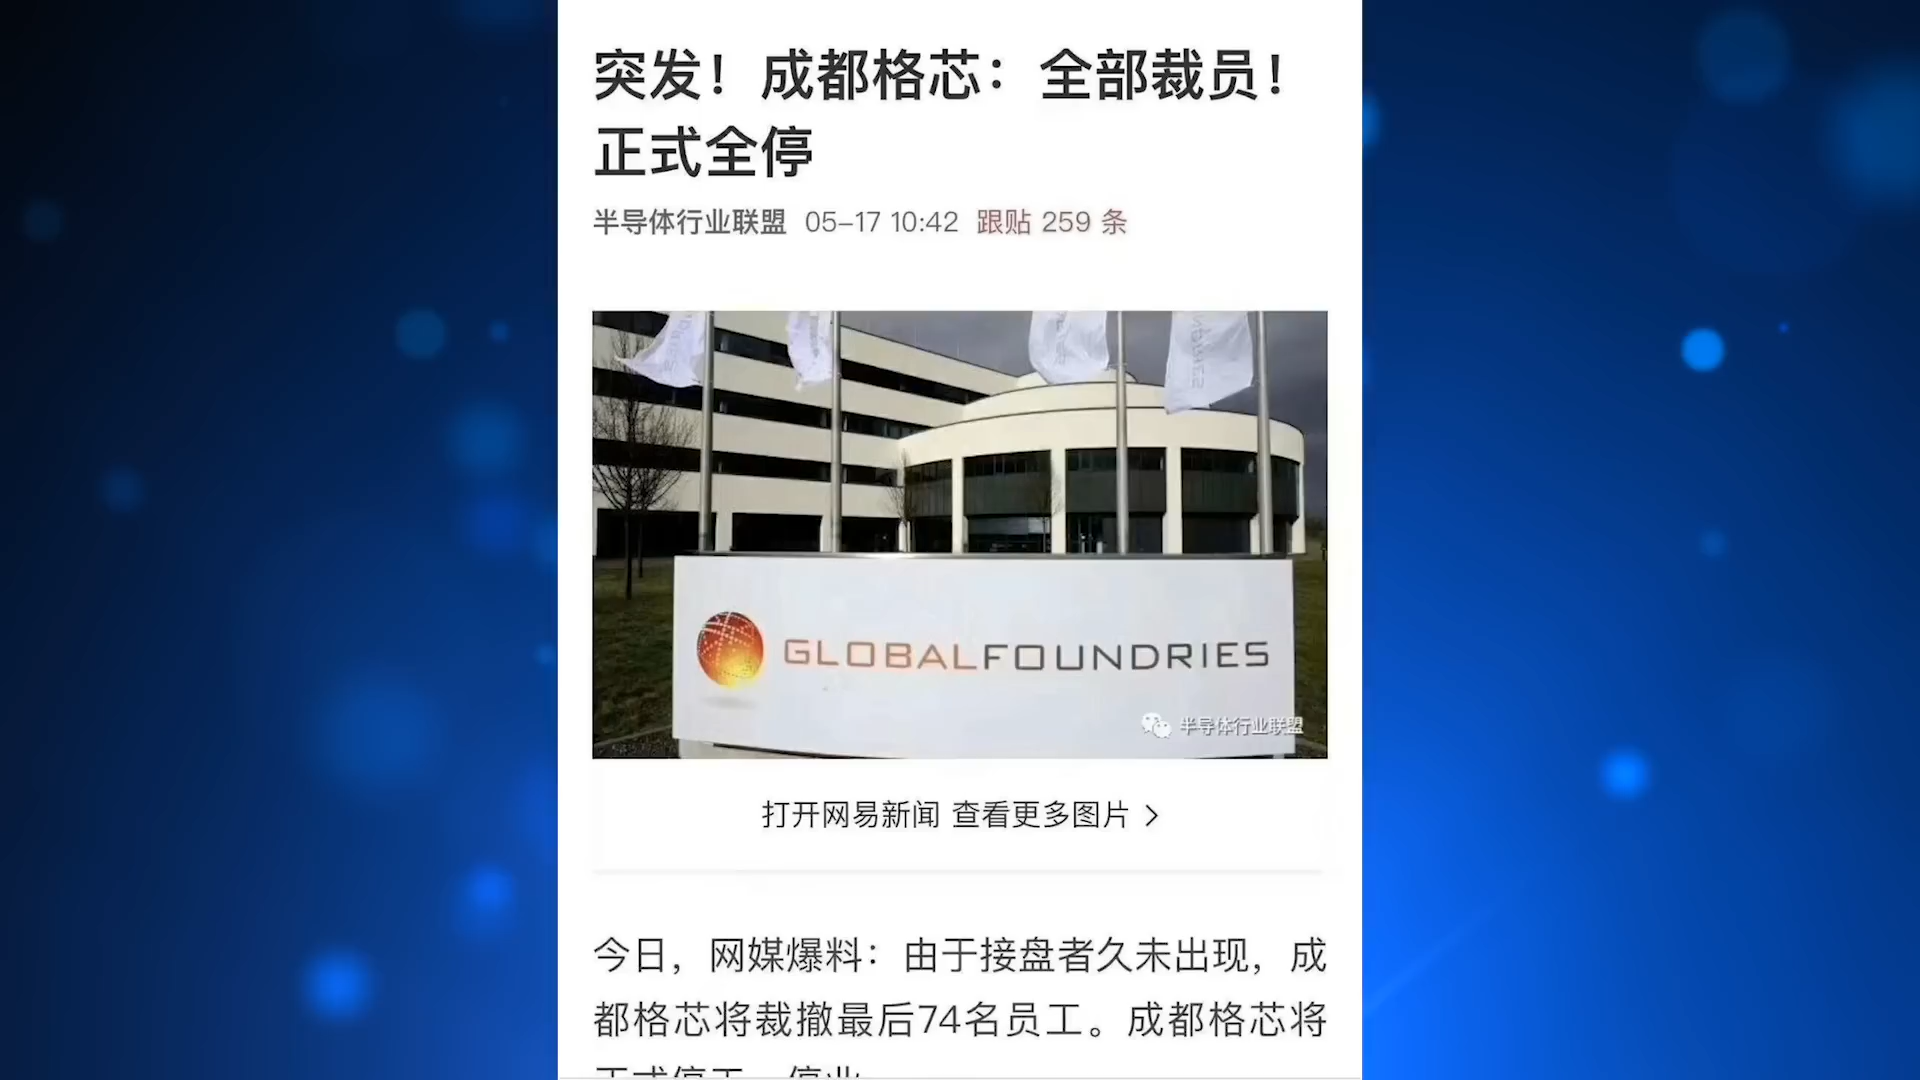 突发！成都格芯：全部裁员！
正式全停
半导体行业联盟 05-17 10:42 跟贴 259 条
GLOBALFOUNDRIES
半导体行业联盟
打开网易新闻 查看更多图片 >
今日，网媒爆料：由于接盘者久未出现，成
都格芯将裁撤最后74名员工。成都格芯将